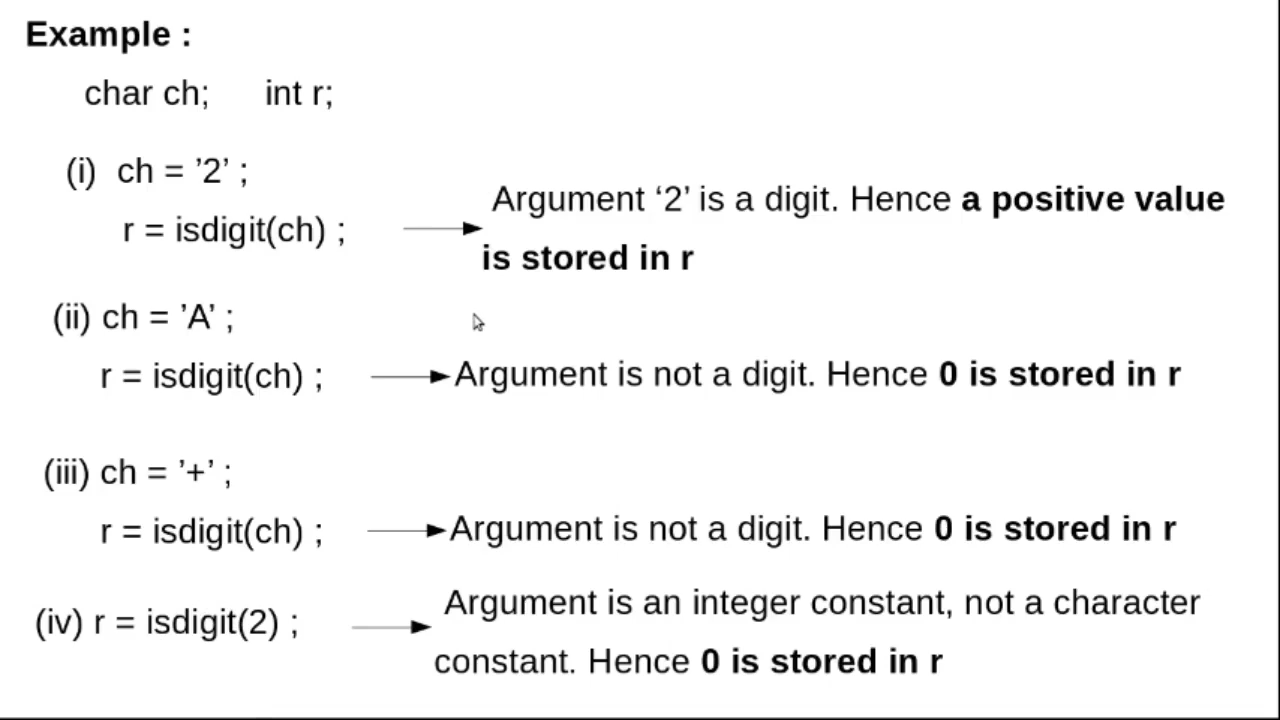 Example :
char ch; int r;
(i) ch = ’2’ ;
Argument ‘2’ is a digit. Hence a positive value
r = isdigit(ch) ;
is stored in r
(ii) ch = ’A’ ;
r = isdigit(ch) ;
Argument is not a digit. Hence 0 is stored in r
(iii) ch = ’+’ ;
r = isdigit(ch) ;
Argument is not a digit. Hence 0 is stored in r
(iv) r = isdigit(2) ;
Argument is an integer constant, not a character
constant. Hence 0 is stored in r